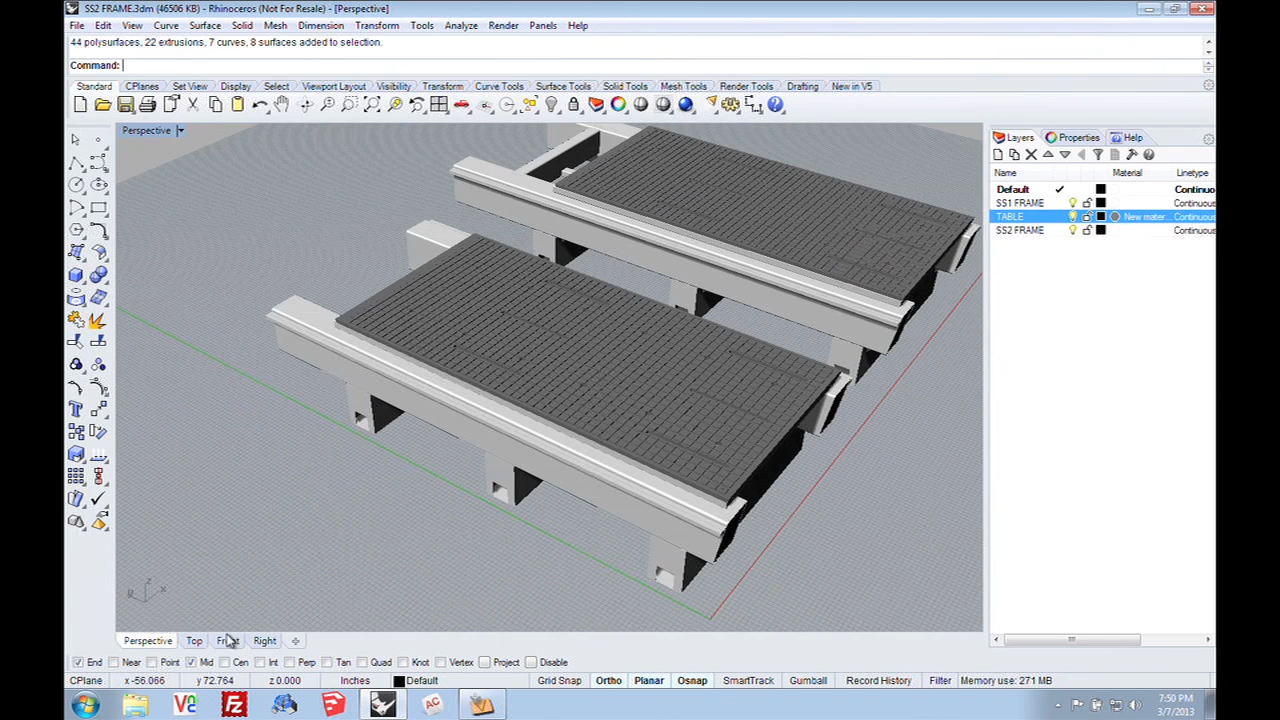 SS2 FRAME.3dm (46506 KB) - Rhinoceros (Not For Resale) - [Perspective]
File Edit View Curve Surface Solid Mesh Dimension Transform Tools Analyze Render Panels Help
44 polysurfaces, 22 extrusions, 7 curves, 8 surfaces added to selection.
Command:
Standard CPlanes Set View Display Select Viewport Layout Visibility Transform Curve Tools Surface Tools Solid Tools Mesh Tools Render Tools Drafting New in V5
Perspective
Layers Properties Help
Name Material Linetype
Default Continuo
SS1 FRAME Continuous
TABLE New mater... Continuous
SS2 FRAME Continuous
z x y
Perspective Top Front Right
End Near Point Mid Cen Int Perp Tan Quad Knot Vertex Project Disable
CPlane x -56.066 y 72.764 z 0.000 Inches Default Grid Snap Ortho Planar Osnap SmartTrack Gumball Record History Filter Memory use: 271 MB
7:50 PM
3/7/2013